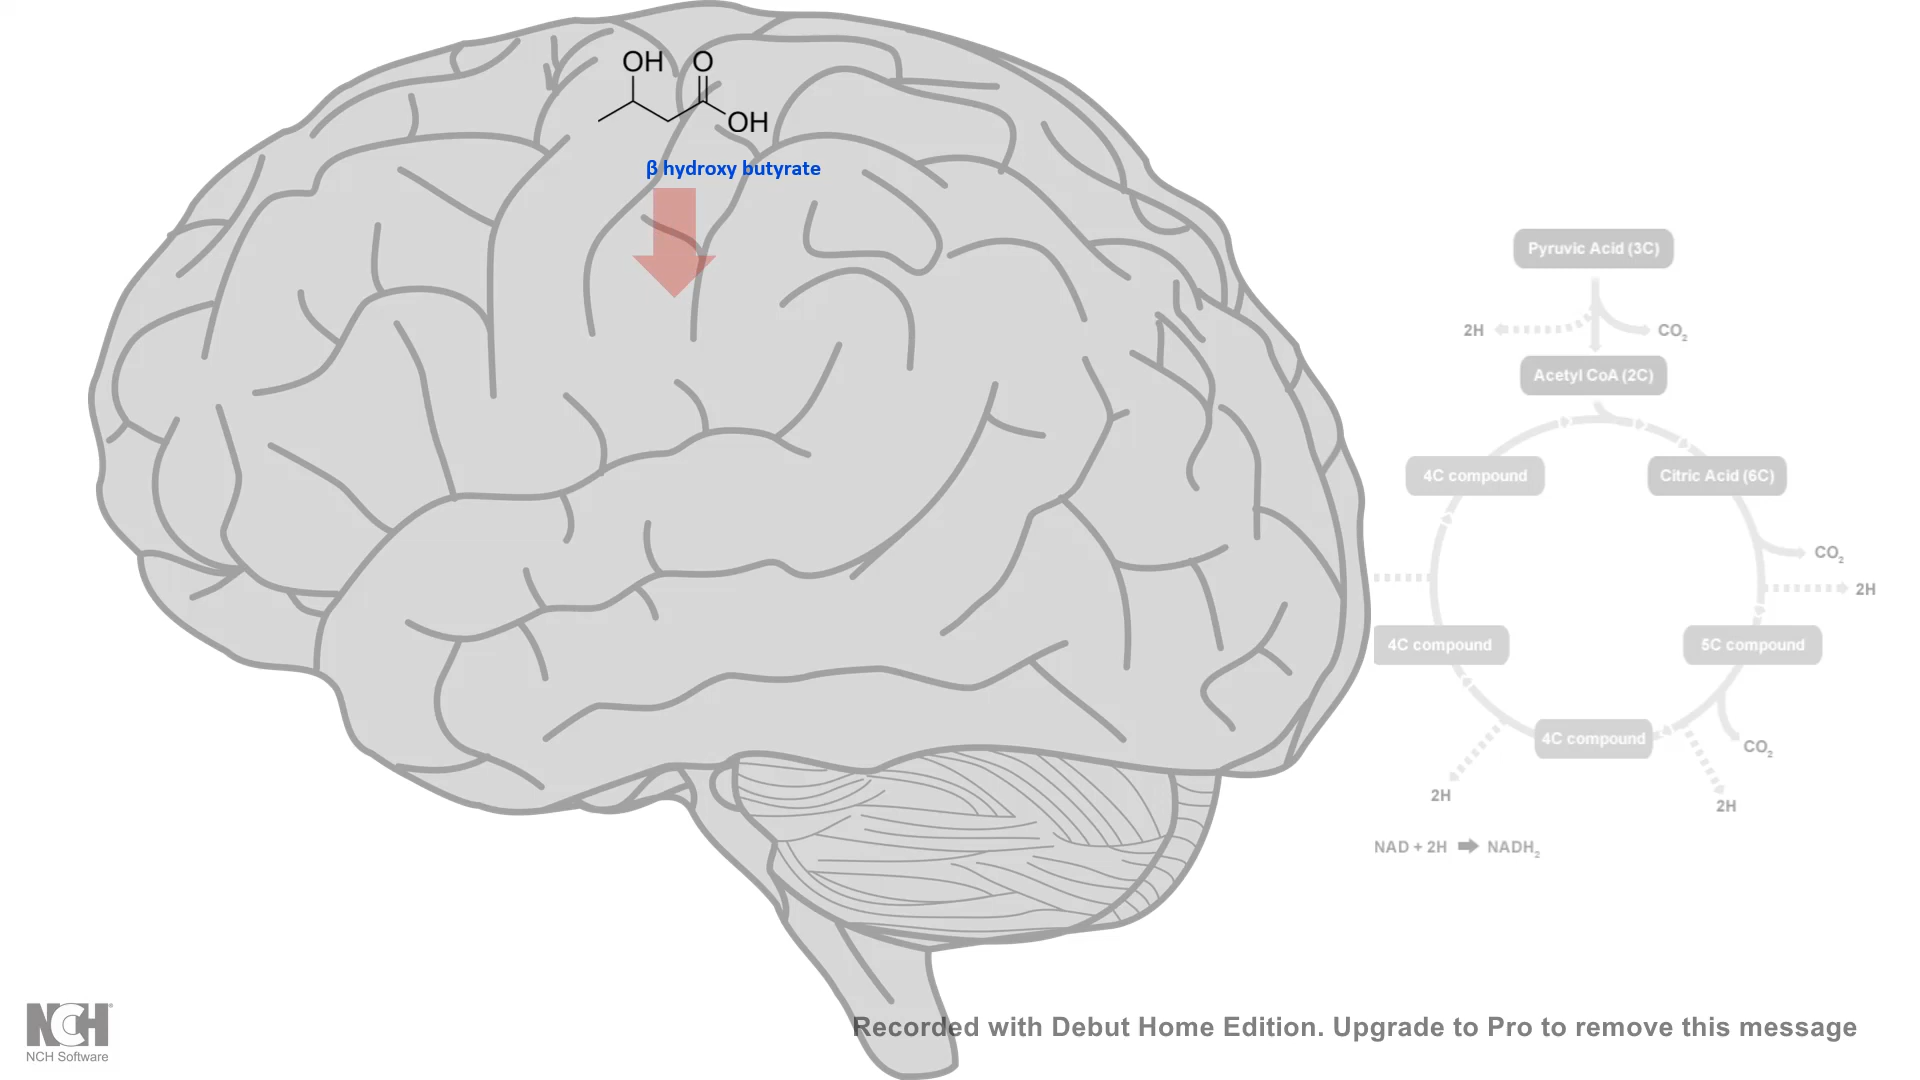 OH O
OH
β hydroxy butyrate
Pyruvic Acid (3C)
2H
CO₂
Acetyl CoA (2C)
4C compound
Citric Acid (6C)
CO₂
2H
4C compound
5C compound
4C compound
CO₂
2H
2H
NAD + 2H ➡ NADH₂
NCH®
NCH Software
Recorded with Debut Home Edition. Upgrade to Pro to remove this message